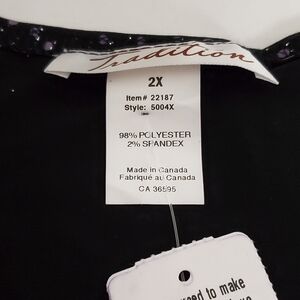 Tradition
2X
Item# 22187
Style: 5004X
98% POLYESTER
2% SPANDEX
Made in Canada
Fabriqué au Canada
CA 36595
to make